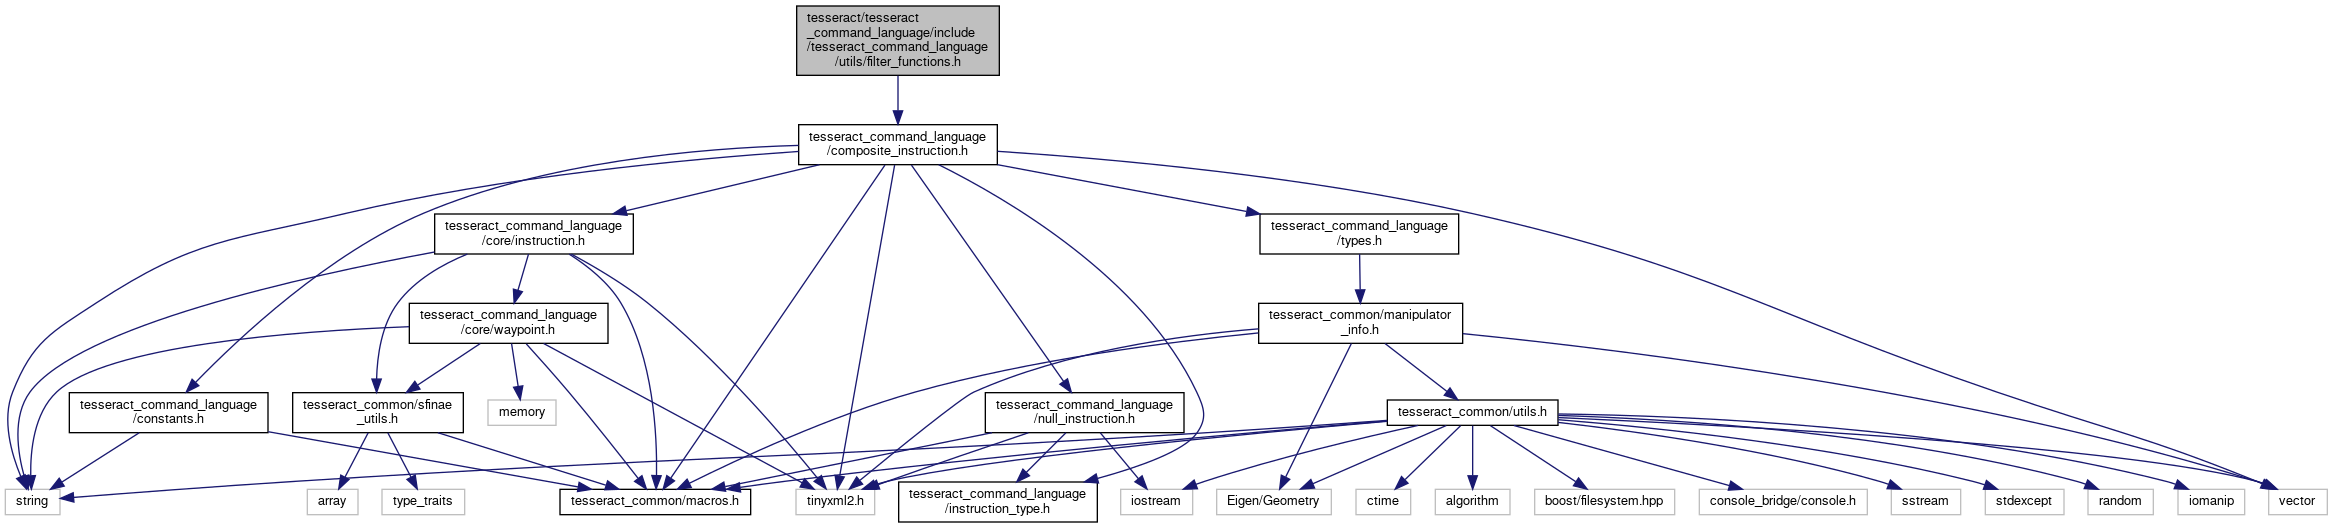 tesseract/tesseract
_command_language/include
/tesseract_command_language
/utils/filter_functions.h
tesseract_command_language
/composite_instruction.h
tesseract_command_language
/core/instruction.h
tesseract_command_language
/types.h
tesseract_command_language
/core/waypoint.h
tesseract_common/manipulator
_info.h
tesseract_command_language
/constants.h
tesseract_common/sfinae
_utils.h
memory
tesseract_command_language
/null_instruction.h
tesseract_common/utils.h
string
array
type_traits
tesseract_common/macros.h
tinyxml2.h
tesseract_command_language
/instruction_type.h
iostream
Eigen/Geometry
ctime
algorithm
boost/filesystem.hpp
console_bridge/console.h
sstream
stdexcept
random
iomanip
vector